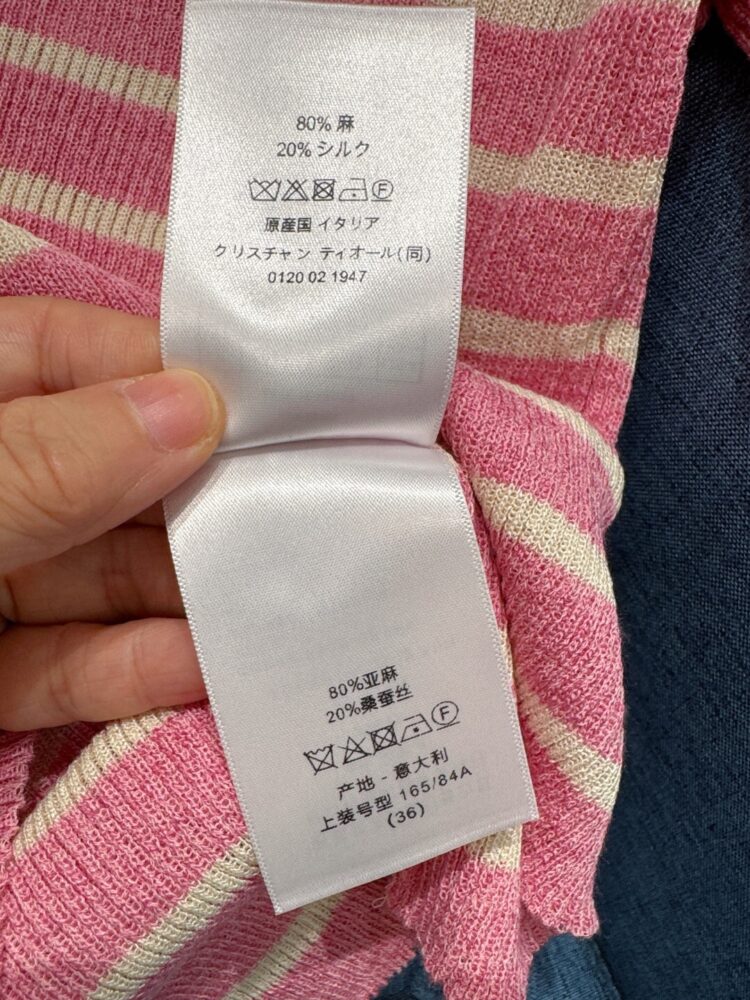 80% 麻
20% シルク
F
原産国 イタリア
クリスチャン ディオール(同)
0120 02 1947
80%亚麻
20%桑蚕丝
F
产地 - 意大利
上装号型 165/84A
(36)